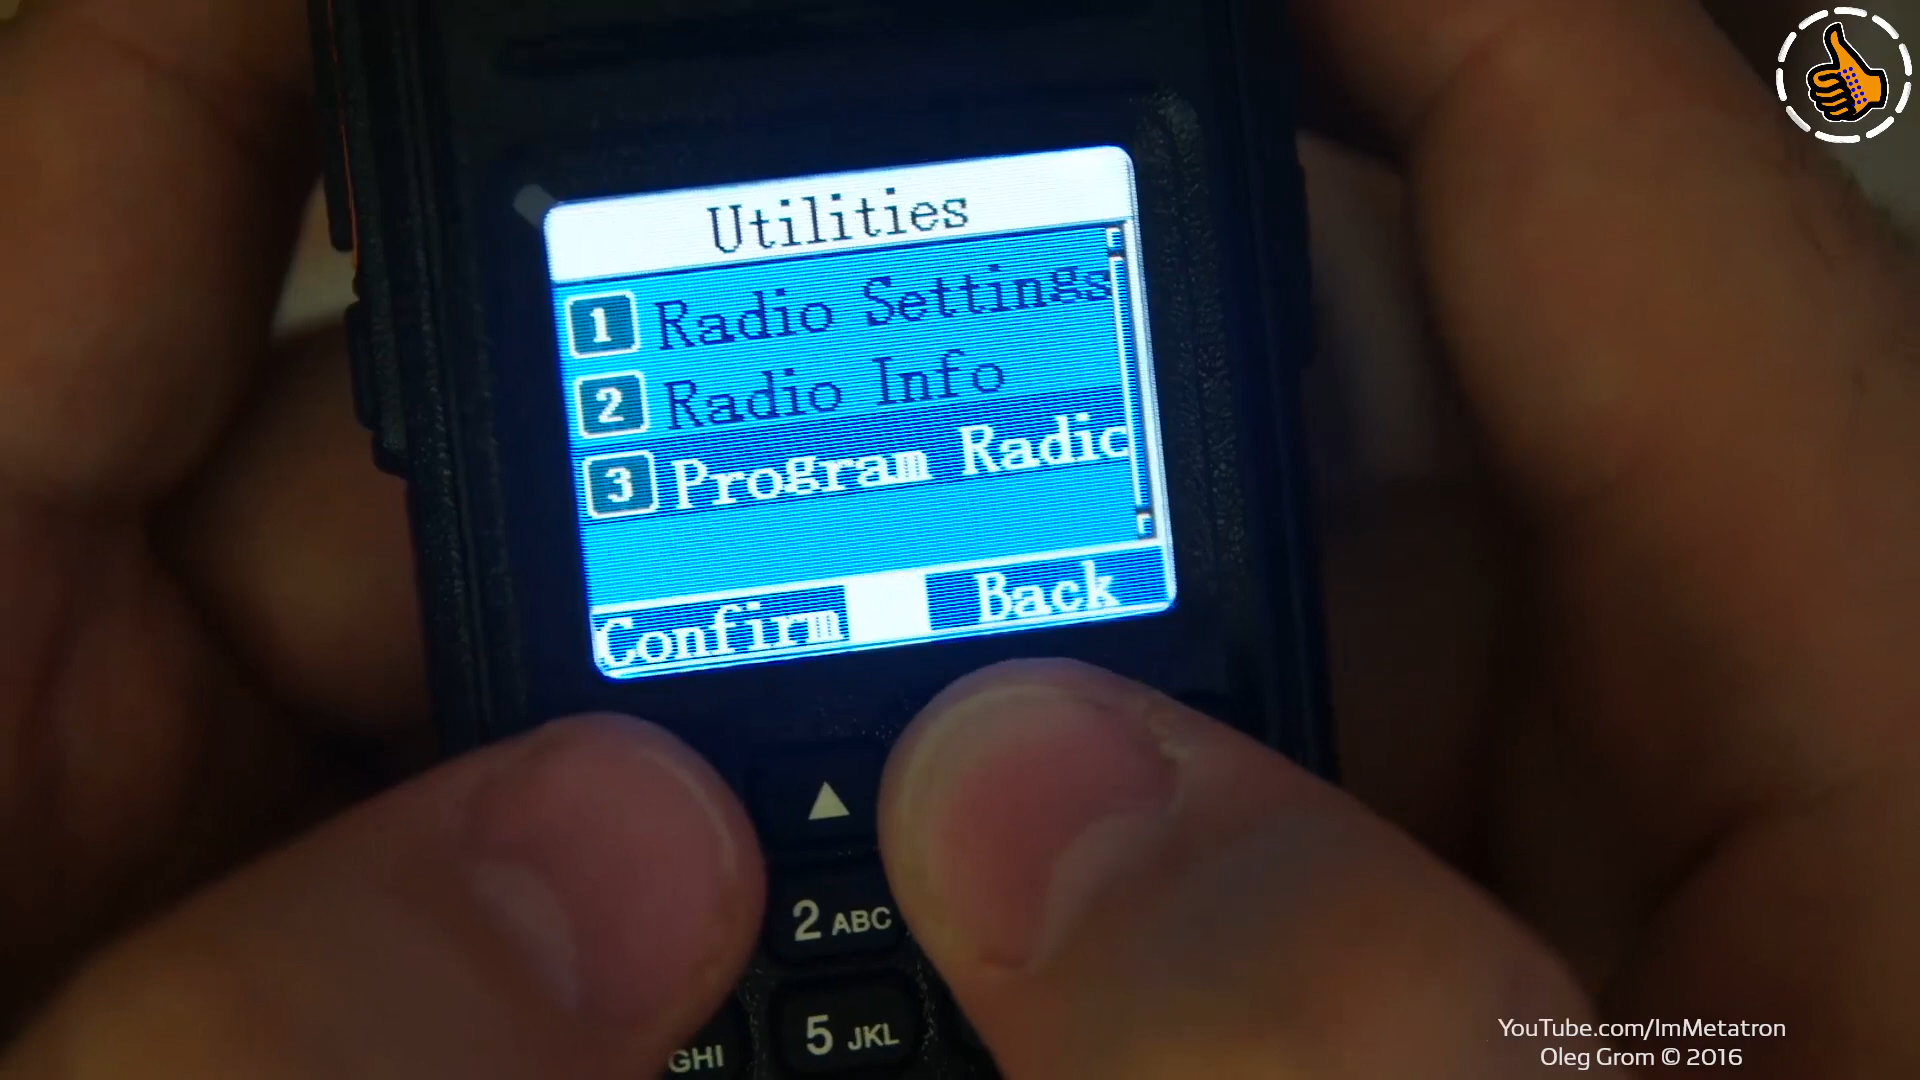 Utilities
1 Radio Settings
2 Radio Info
3 Program Radio
Confirm Back
2 ABC
GHI
5 JKL
YouTube.com/ImMetatron
Oleg Grom © 2016